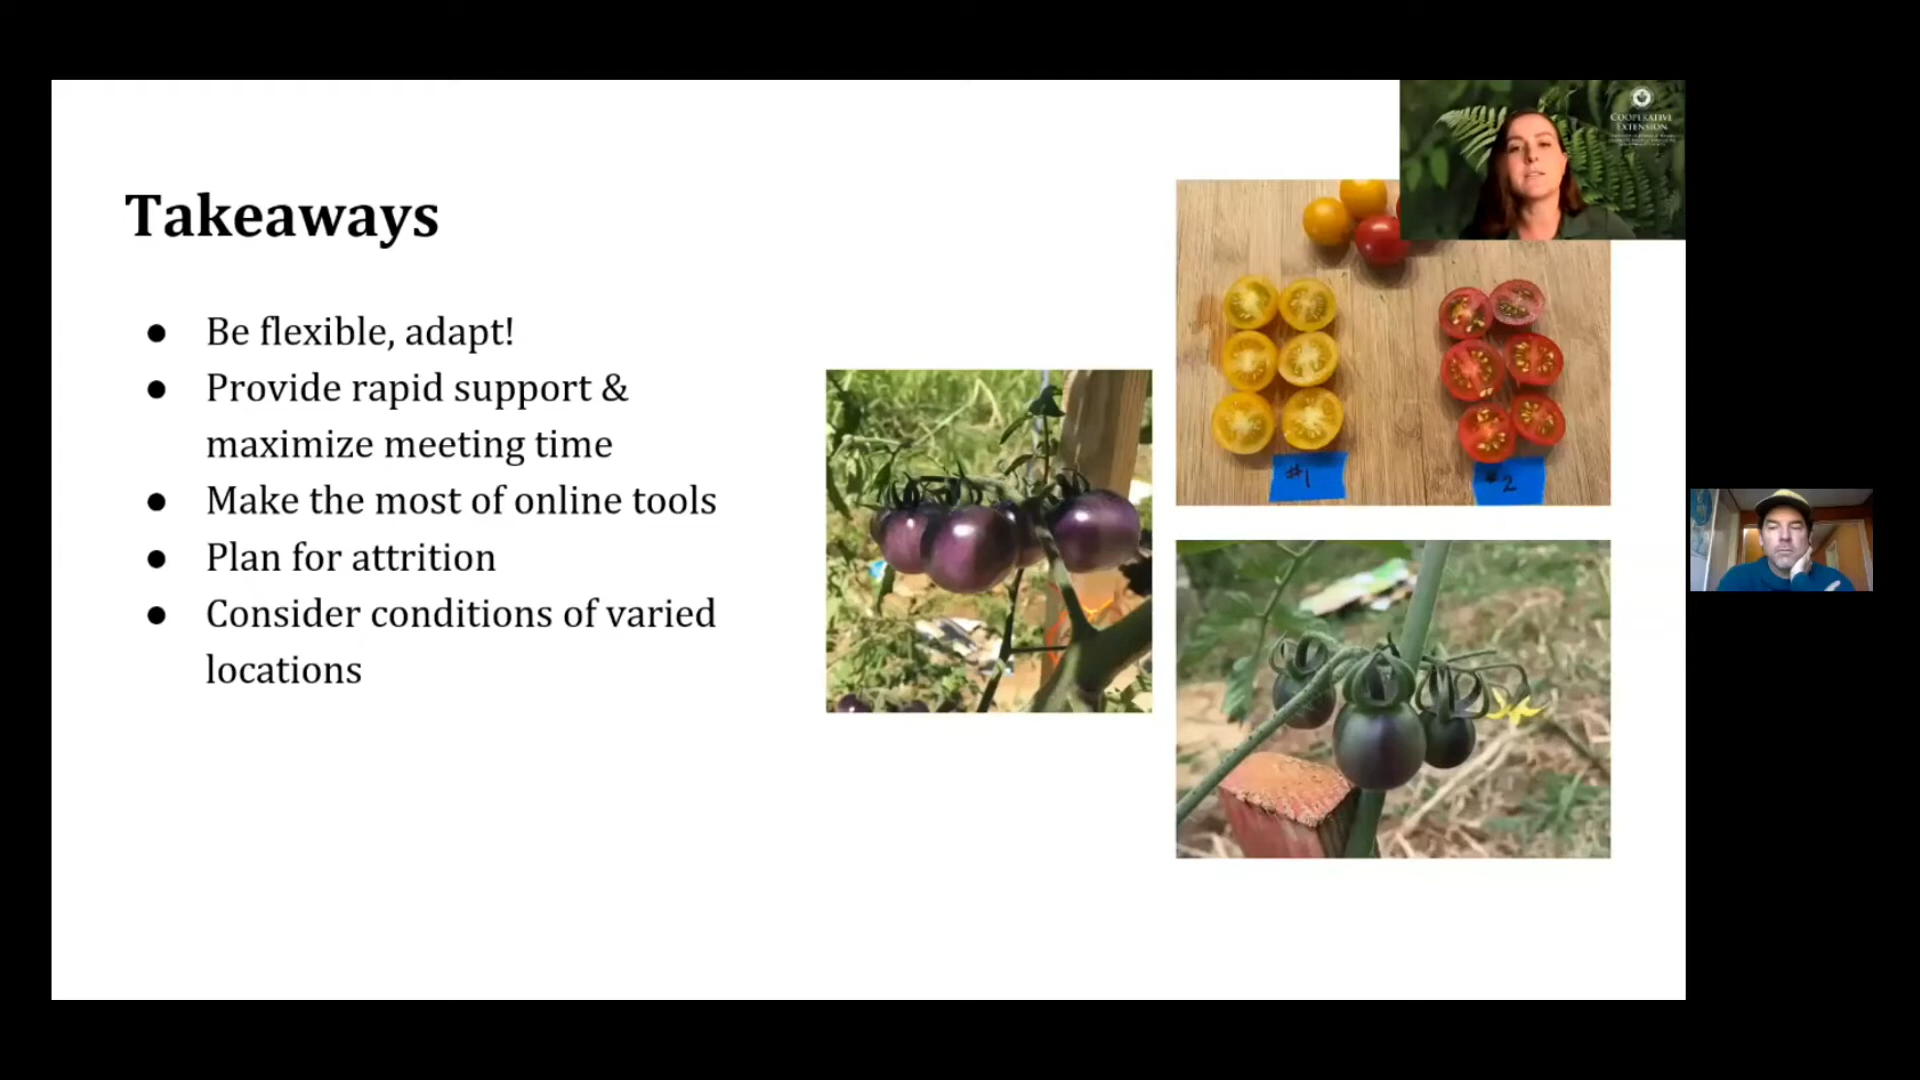 COOPERATIVE
EXTENSION
Takeaways
● Be flexible, adapt!
● Provide rapid support &
maximize meeting time
● Make the most of online tools
● Plan for attrition
● Consider conditions of varied
locations
#1
#2